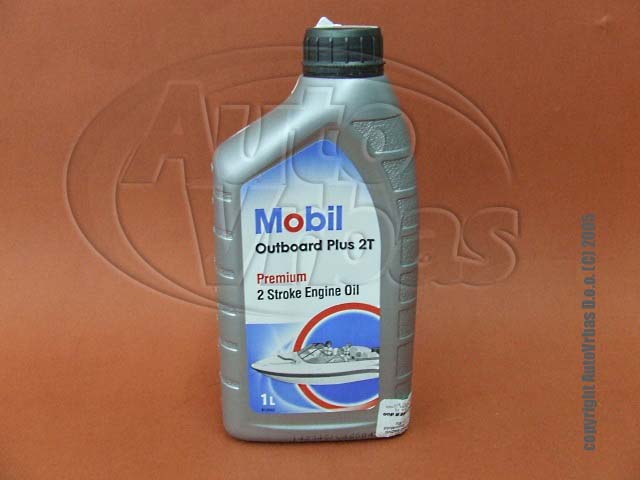 Auto
Vrbas
Mobil
Outboard Plus 2T
Premium
2 Stroke Engine Oil
1L
copyright AutoVrbas D.o.o. (C) 2005